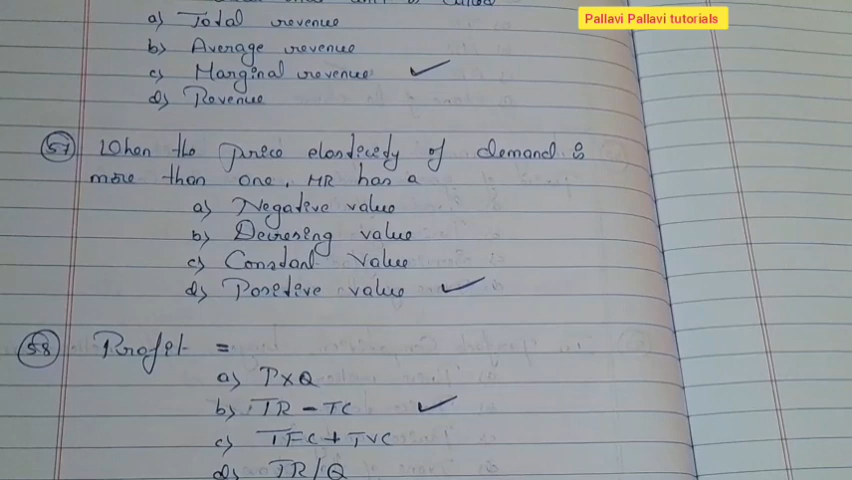 Pallavi Pallavi tutorials
a) Total revenue
b) Average revenue
c) Marginal revenue ✓
d) Revenue
57 When the price elasticity of demand is
more than one, MR has a
a) Negative value
b) Decreseng value
c) Constant value
d) Positive value ✓
58 Profit =
a) P×Q
b) TR - TC ✓
c) TFC + TVC
d) TR/Q